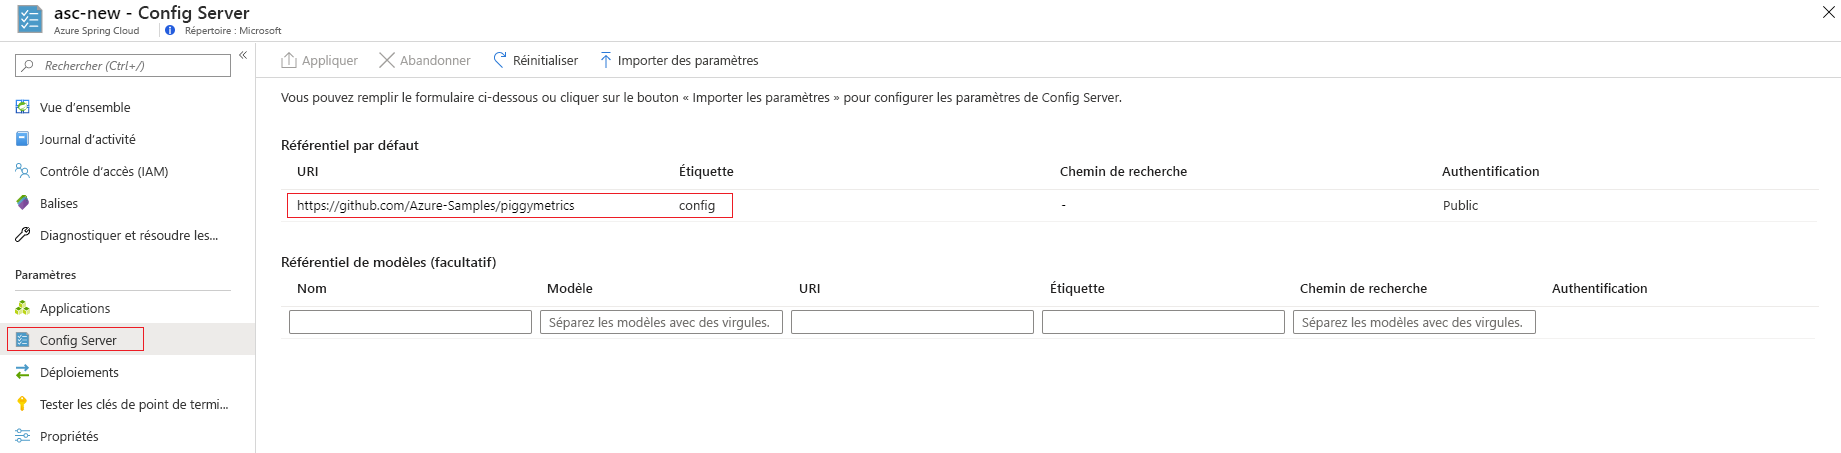 asc-new - Config Server
Azure Spring Cloud
Répertoire : Microsoft
Rechercher (Ctrl+/)
Vue d'ensemble
Journal d'activité
Contrôle d'accès (IAM)
Balises
Diagnostiquer et résoudre les...
Paramètres
Applications
Config Server
Déploiements
Tester les clés de point de termi...
Propriétés
Appliquer Abandonner Réinitialiser Importer des paramètres
Vous pouvez remplir le formulaire ci-dessous ou cliquer sur le bouton « Importer les paramètres » pour configurer les paramètres de Config Server.
Référentiel par défaut
URI Étiquette Chemin de recherche Authentification
https://github.com/Azure-Samples/piggymetrics config - Public
Référentiel de modèles (facultatif)
Nom Modèle URI Étiquette Chemin de recherche Authentification
Séparez les modèles avec des virgules. Séparez les modèles avec des virgules.